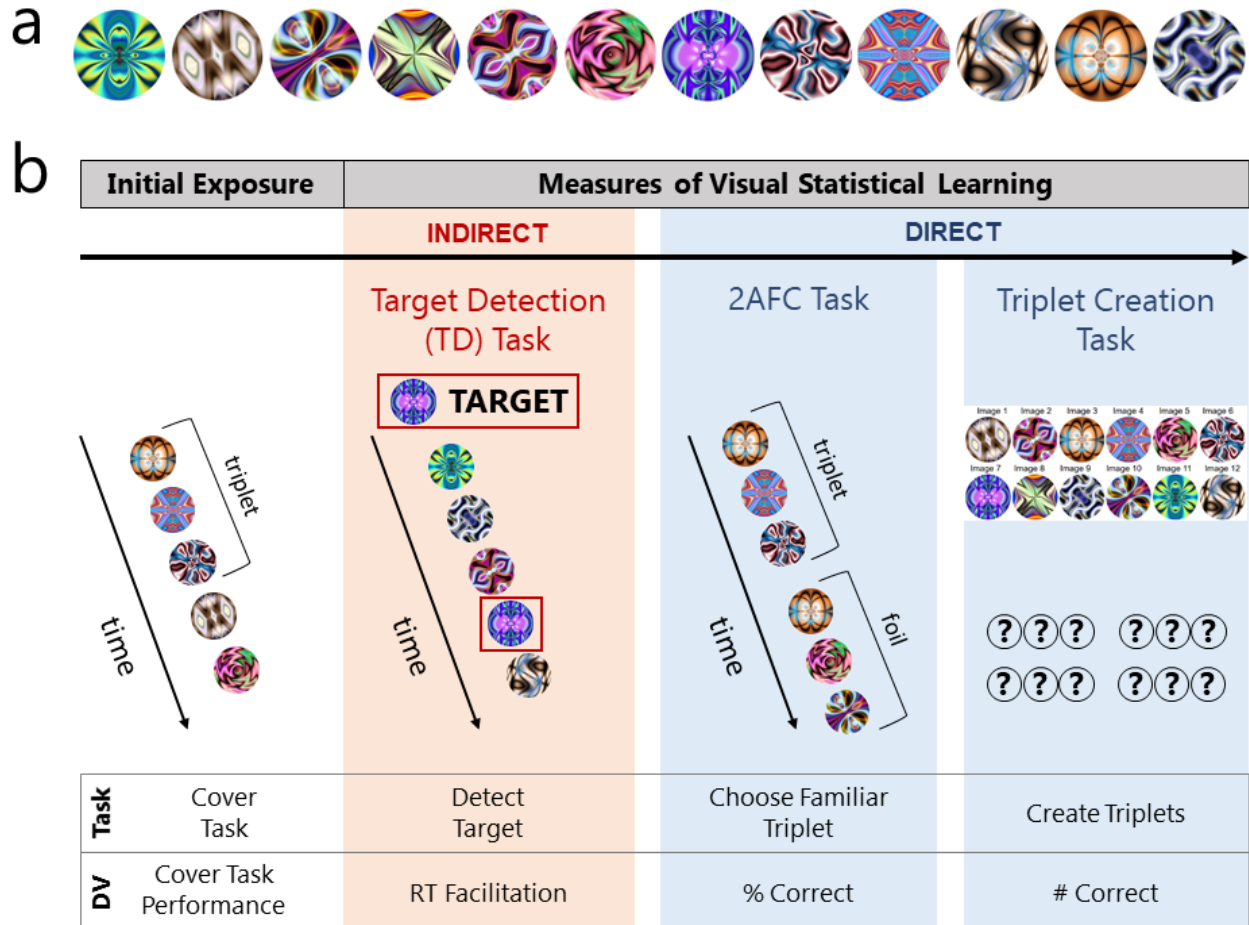 a
b
Initial Exposure
Measures of Visual Statistical Learning
INDIRECT
DIRECT
Target Detection
(TD) Task
2AFC Task
Triplet Creation
Task
TARGET
Image 1 Image 2 Image 3 Image 4 Image 5 Image 6
Image 7 Image 8 Image 9 Image 10 Image 11 Image 12
triplet
time
time
triplet
foil
time
? ? ? ? ? ?
? ? ? ? ? ?
Task
Cover
Task
Detect
Target
Choose Familiar
Triplet
Create Triplets
DV
Cover Task
Performance
RT Facilitation
% Correct
# Correct